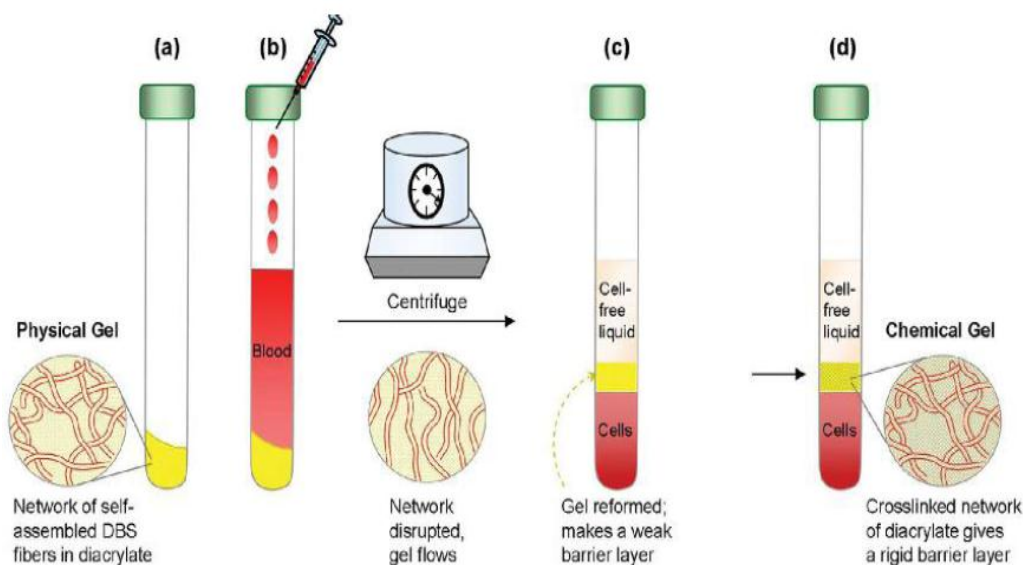 (a)
(b)
(c)
(d)
Physical Gel
Network of self-
assembled DBS
fibers in diacrylate
Blood
Centrifuge
Network
disrupted,
gel flows
Cell-
free
liquid
Cells
Gel reformed;
makes a weak
barrier layer
Cell-
free
liquid
Cells
Chemical Gel
Crosslinked network
of diacrylate gives
a rigid barrier layer